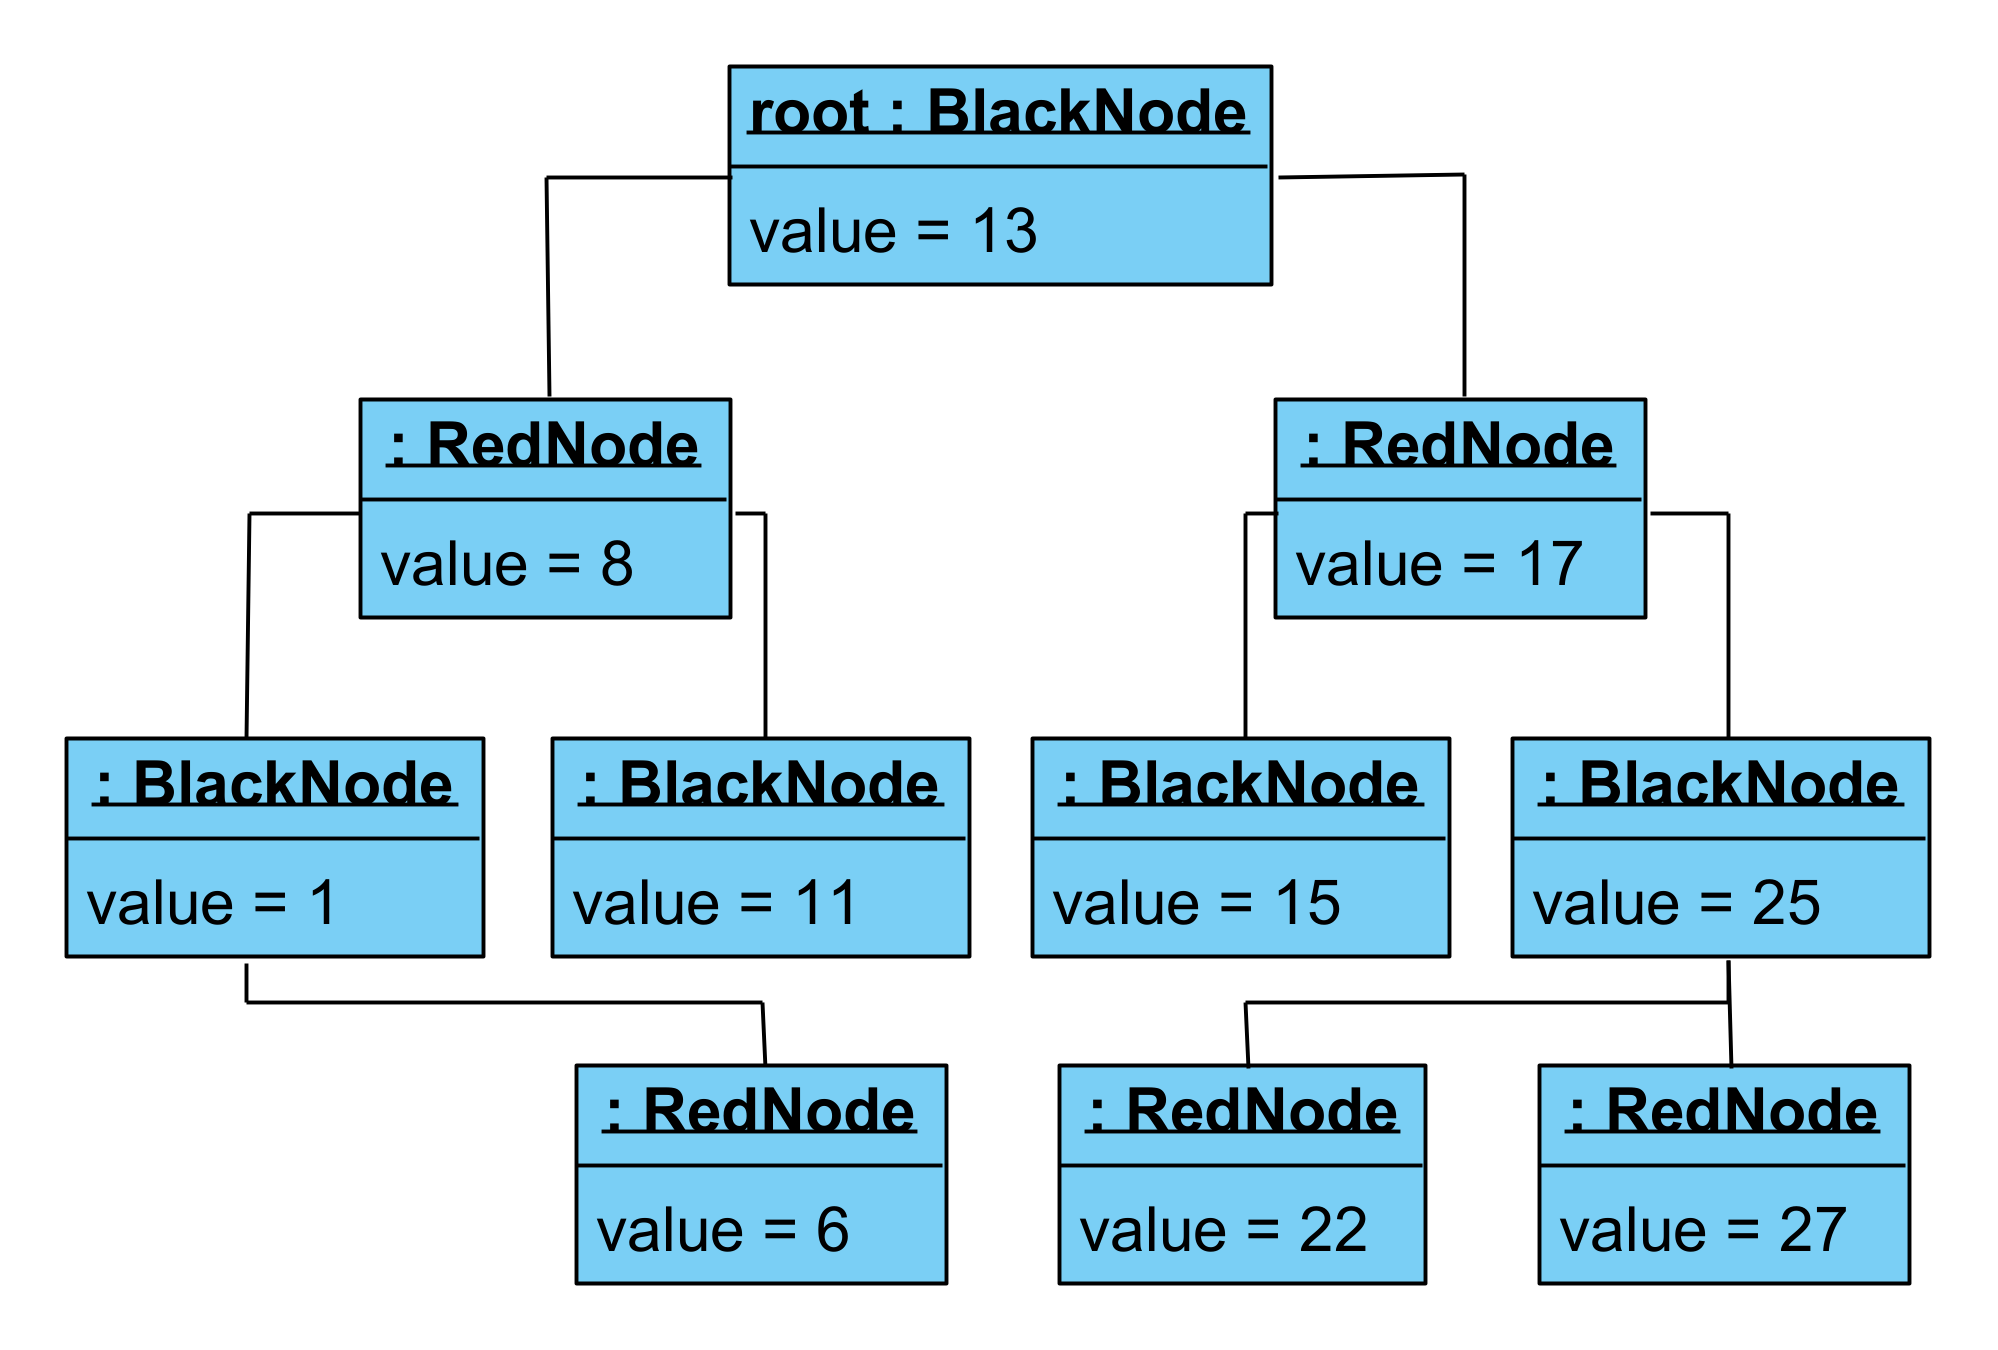 root : BlackNode
value = 13
: RedNode
value = 8
: RedNode
value = 17
: BlackNode
value = 1
: BlackNode
value = 11
: BlackNode
value = 15
: BlackNode
value = 25
: RedNode
value = 6
: RedNode
value = 22
: RedNode
value = 27